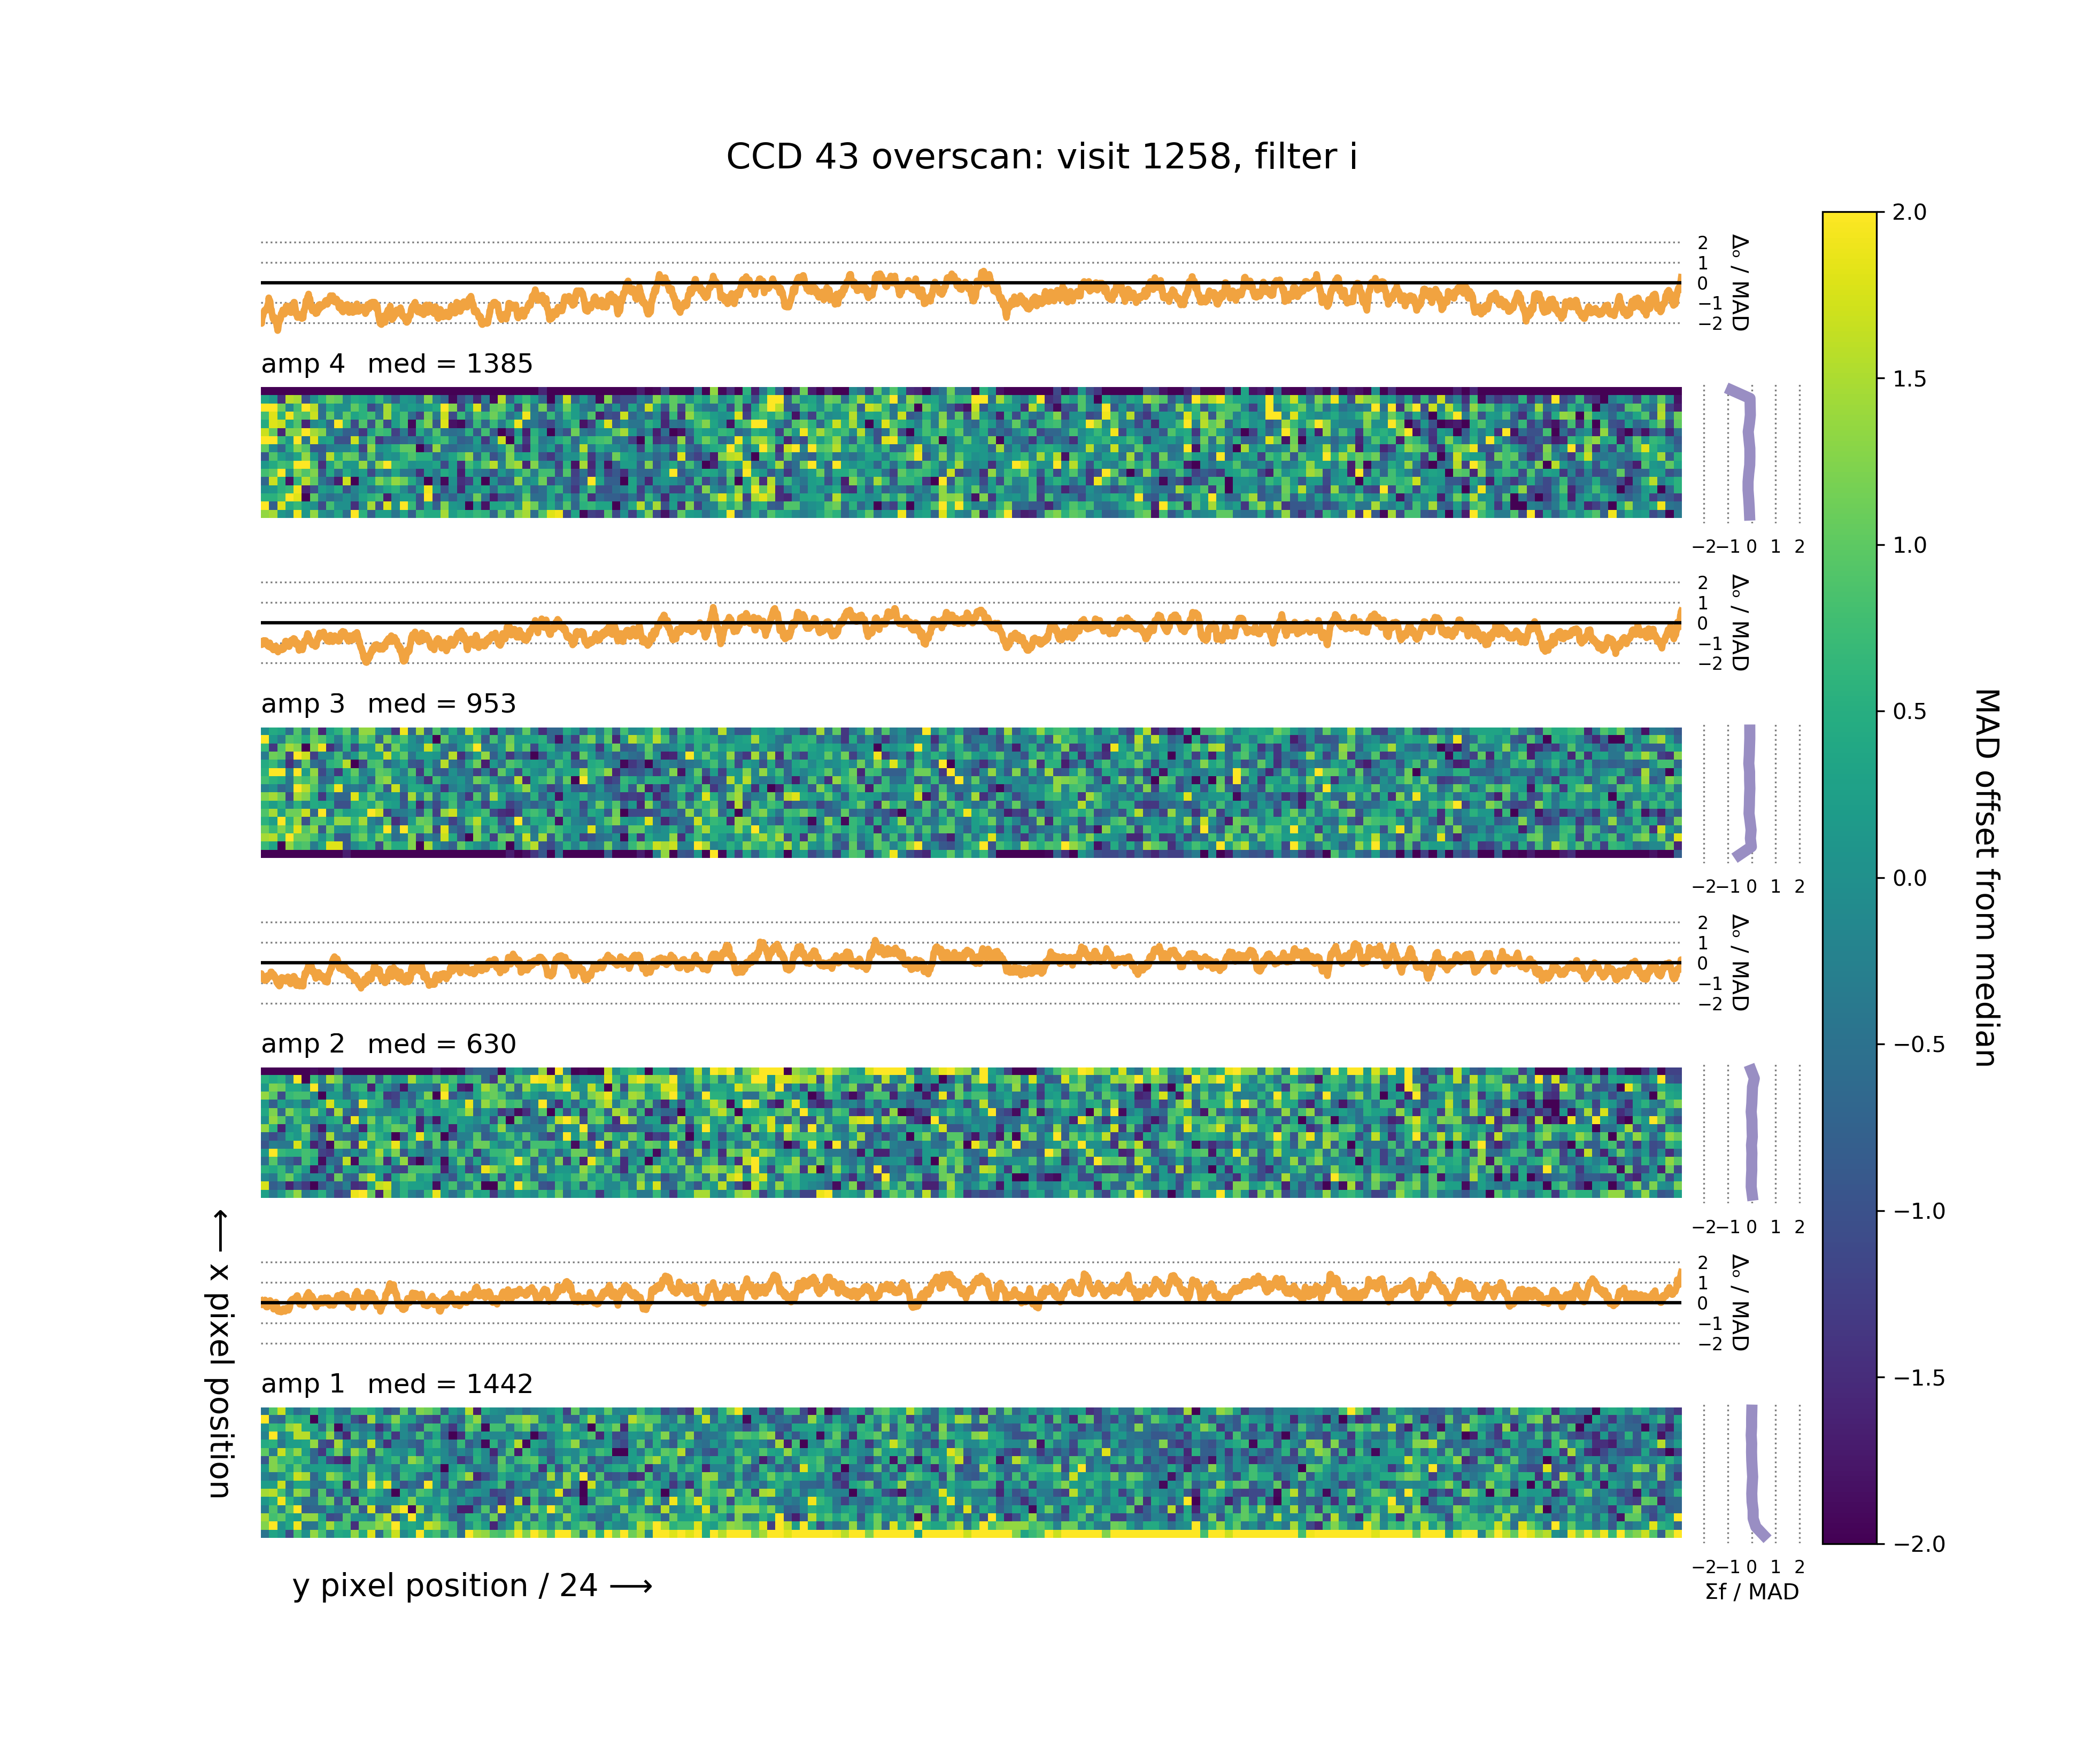 CCD 43 overscan: visit 1258, filter i
2
1
0
−1
−2
Δₒ / MAD
amp 4 med = 1385
−2 −1 0 1 2
2
1
0
−1
−2
Δₒ / MAD
amp 3 med = 953
−2 −1 0 1 2
2
1
0
−1
−2
Δₒ / MAD
amp 2 med = 630
−2 −1 0 1 2
2
1
0
−1
−2
Δₒ / MAD
amp 1 med = 1442
−2 −1 0 1 2
Σf / MAD
y pixel position / 24 ⟶
⟵ x pixel position
2.0
1.5
1.0
0.5
0.0
−0.5
−1.0
−1.5
−2.0
MAD offset from median